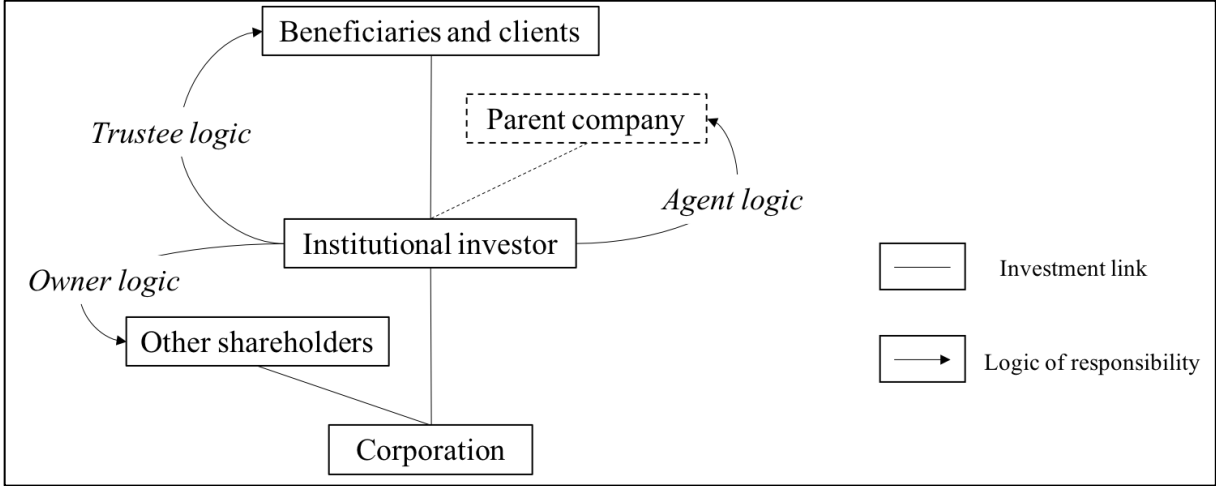 Beneficiaries and clients
Parent company
Trustee logic
Agent logic
Institutional investor
Owner logic
Other shareholders
Corporation
Investment link
Logic of responsibility